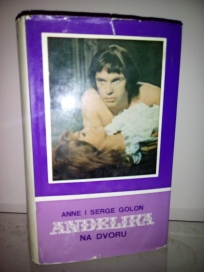 ANNE I SERGE GOLON
ANĐELIKA
NA DVORU